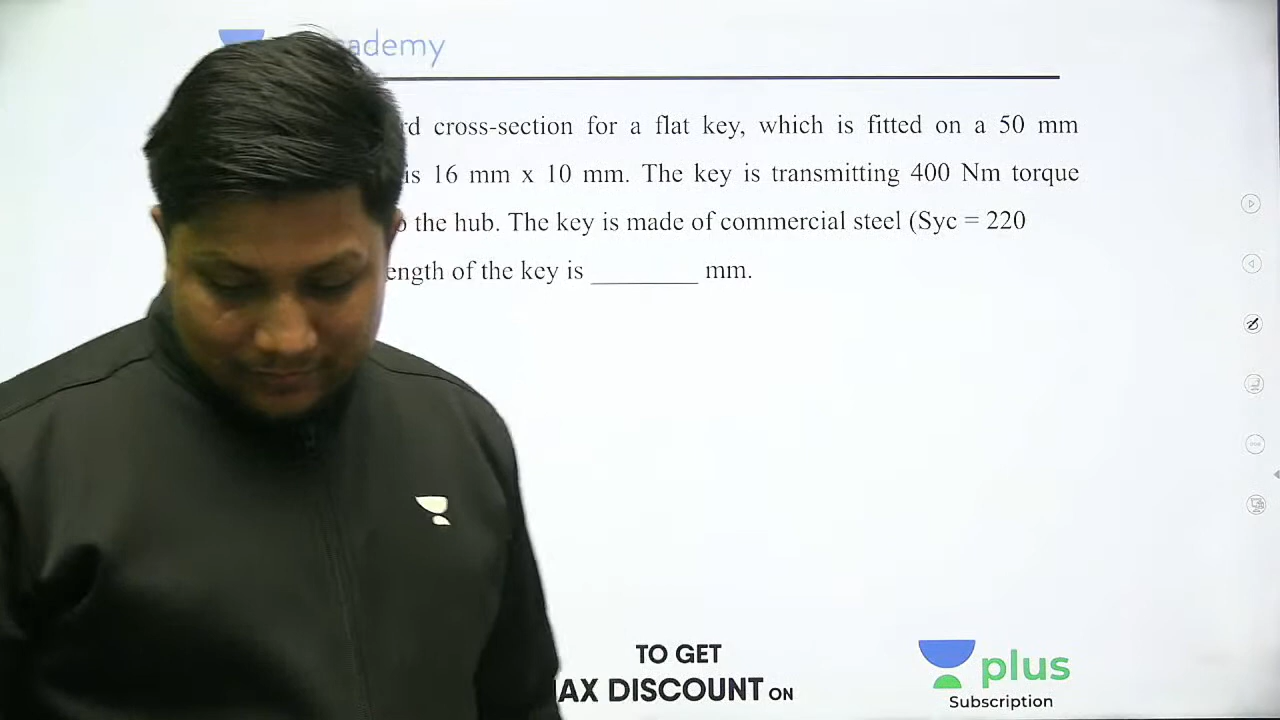 ademy
rd cross-section for a flat key, which is fitted on a 50 mm
is 16 mm x 10 mm. The key is transmitting 400 Nm torque
o the hub. The key is made of commercial steel (Syc = 220
ength of the key is ________ mm.
TO GET
AX DISCOUNT ON
plus
Subscription